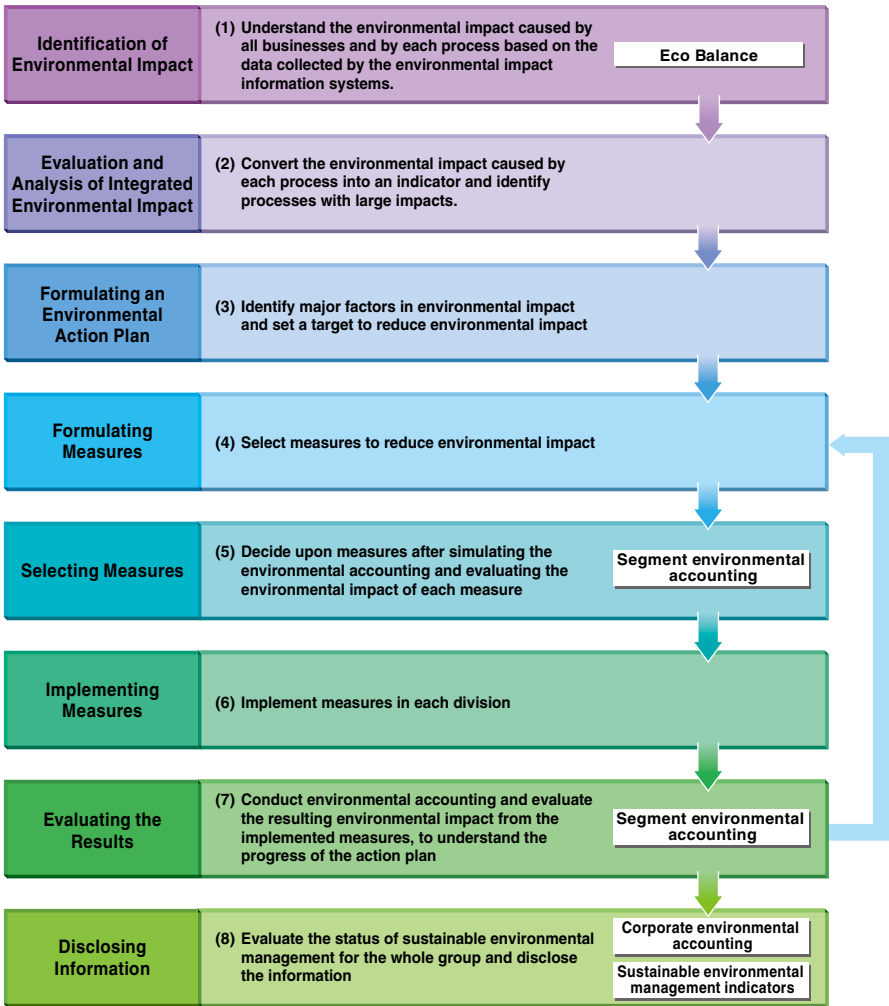 Identification of
Environmental Impact
(1) Understand the environmental impact caused by
all businesses and by each process based on the
data collected by the environmental impact
information systems.
Eco Balance
Evaluation and
Analysis of Integrated
Environmental Impact
(2) Convert the environmental impact caused by
each process into an indicator and identify
processes with large impacts.
Formulating an
Environmental
Action Plan
(3) Identify major factors in environmental impact
and set a target to reduce environmental impact
Formulating
Measures
(4) Select measures to reduce environmental impact
Selecting Measures
(5) Decide upon measures after simulating the
environmental accounting and evaluating the
environmental impact of each measure
Segment environmental
accounting
Implementing
Measures
(6) Implement measures in each division
Evaluating the
Results
(7) Conduct environmental accounting and evaluate
the resulting environmental impact from the
implemented measures, to understand the
progress of the action plan
Segment environmental
accounting
Disclosing
Information
(8) Evaluate the status of sustainable environmental
management for the whole group and disclose
the information
Corporate environmental
accounting
Sustainable environmental
management indicators